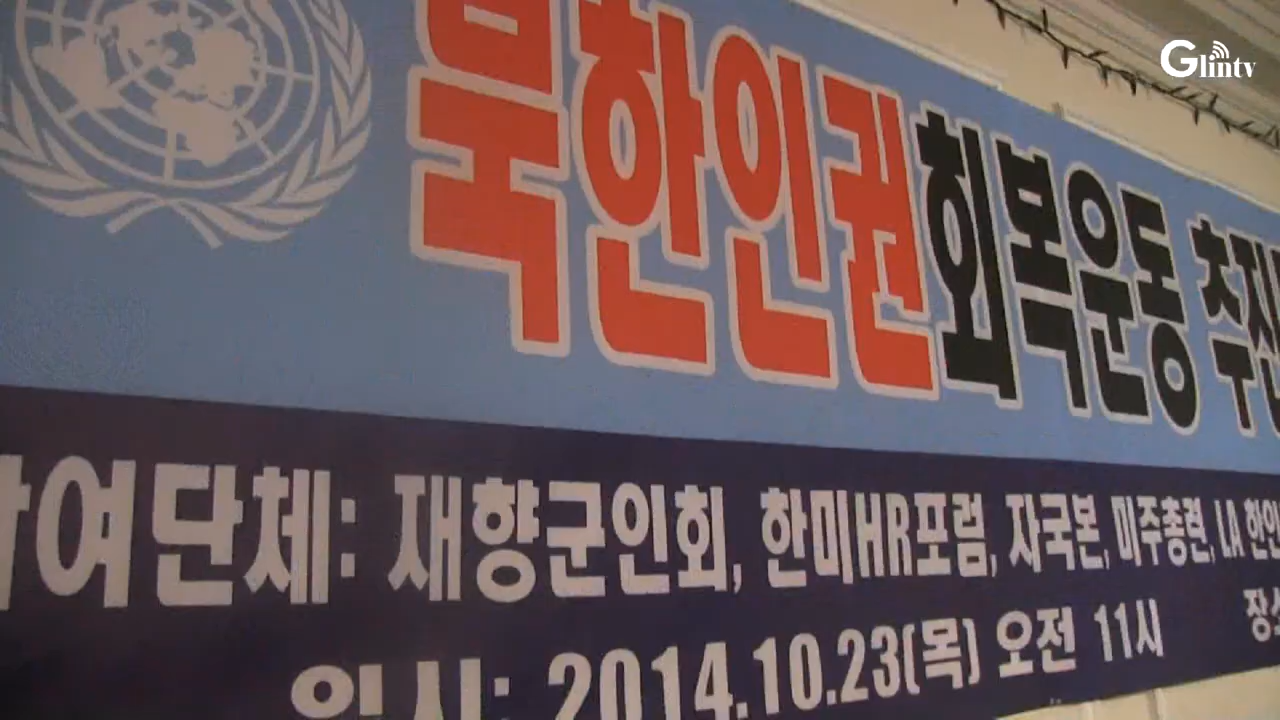 Glintv
북한인권회복운동 추진
여단체: 재향군인회, 한미HR포럼, 자국본, 미주총련, LA 한인
일시: 2014.10.23(목) 오전 11시 장소